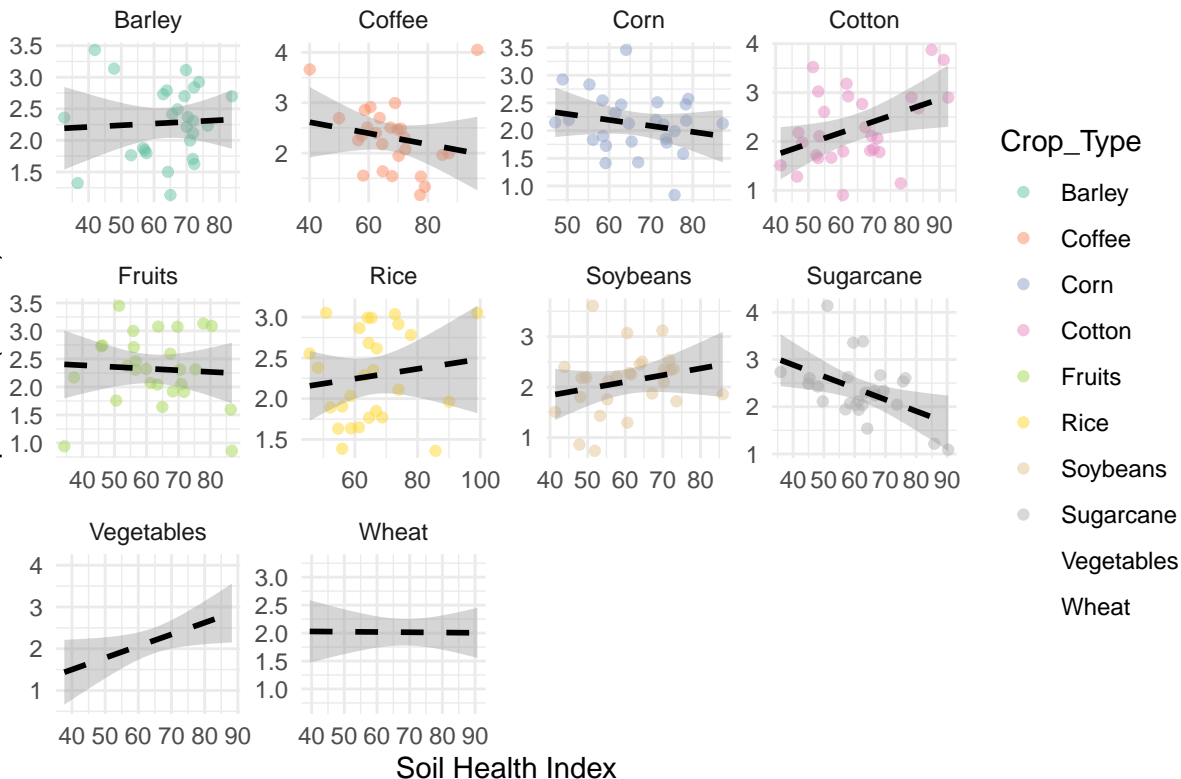 Barley Coffee Corn Cotton
3.5
3.0
2.5
2.0
1.5
40 50 60 70 80
4
3
2
40 60 80
3.5
3.0
2.5
2.0
1.5
1.0
50 60 70 80
4
3
2
1
40 50 60 70 80 90
Fruits Rice Soybeans Sugarcane
3.5
3.0
2.5
2.0
1.5
1.0
40 50 60 70 80
3.0
2.5
2.0
1.5
60 80 100
3
2
1
40 50 60 70 80
4
3
2
1
40 50 60 70 80 90
Vegetables Wheat
4
3
2
1
40 50 60 70 80 90
3.0
2.5
2.0
1.5
1.0
40 50 60 70 80 90
Soil Health Index
Crop_Type
Barley
Coffee
Corn
Cotton
Fruits
Rice
Soybeans
Sugarcane
Vegetables
Wheat